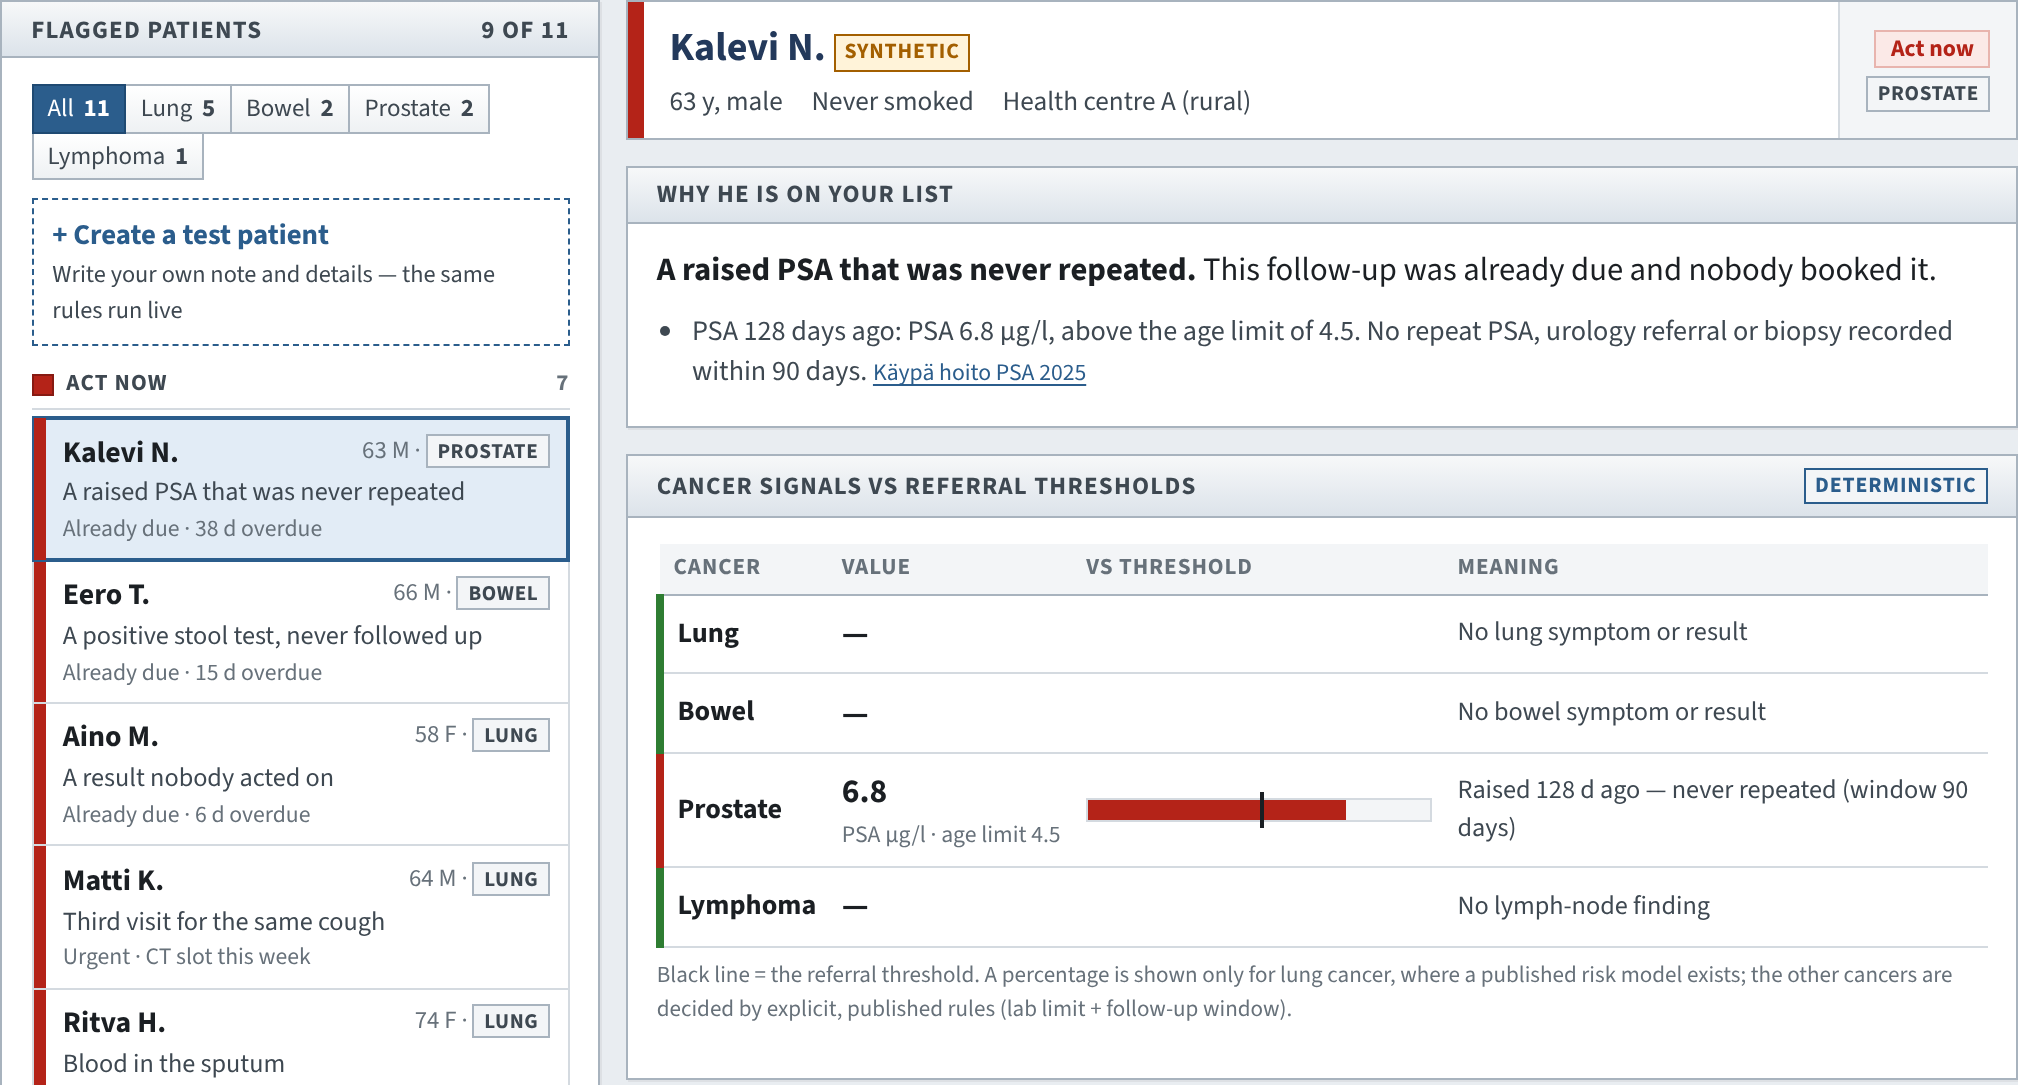 FLAGGED PATIENTS 9 OF 11
All 11 Lung 5 Bowel 2 Prostate 2
Lymphoma 1
+ Create a test patient
Write your own note and details — the same
rules run live
ACT NOW 7
Kalevi N. 63 M · PROSTATE
A raised PSA that was never repeated
Already due · 38 d overdue
Eero T. 66 M · BOWEL
A positive stool test, never followed up
Already due · 15 d overdue
Aino M. 58 F · LUNG
A result nobody acted on
Already due · 6 d overdue
Matti K. 64 M · LUNG
Third visit for the same cough
Urgent · CT slot this week
Ritva H. 74 F · LUNG
Blood in the sputum
Kalevi N. SYNTHETIC
63 y, male Never smoked Health centre A (rural)
Act now
PROSTATE
WHY HE IS ON YOUR LIST
A raised PSA that was never repeated. This follow-up was already due and nobody booked it.
• PSA 128 days ago: PSA 6.8 µg/l, above the age limit of 4.5. No repeat PSA, urology referral or biopsy recorded
within 90 days. Käypä hoito PSA 2025
CANCER SIGNALS VS REFERRAL THRESHOLDS DETERMINISTIC
CANCER VALUE VS THRESHOLD MEANING
Lung — No lung symptom or result
Bowel — No bowel symptom or result
Prostate 6.8 PSA µg/l · age limit 4.5 Raised 128 d ago — never repeated (window 90
days)
Lymphoma — No lymph-node finding
Black line = the referral threshold. A percentage is shown only for lung cancer, where a published risk model exists; the other cancers are
decided by explicit, published rules (lab limit + follow-up window).